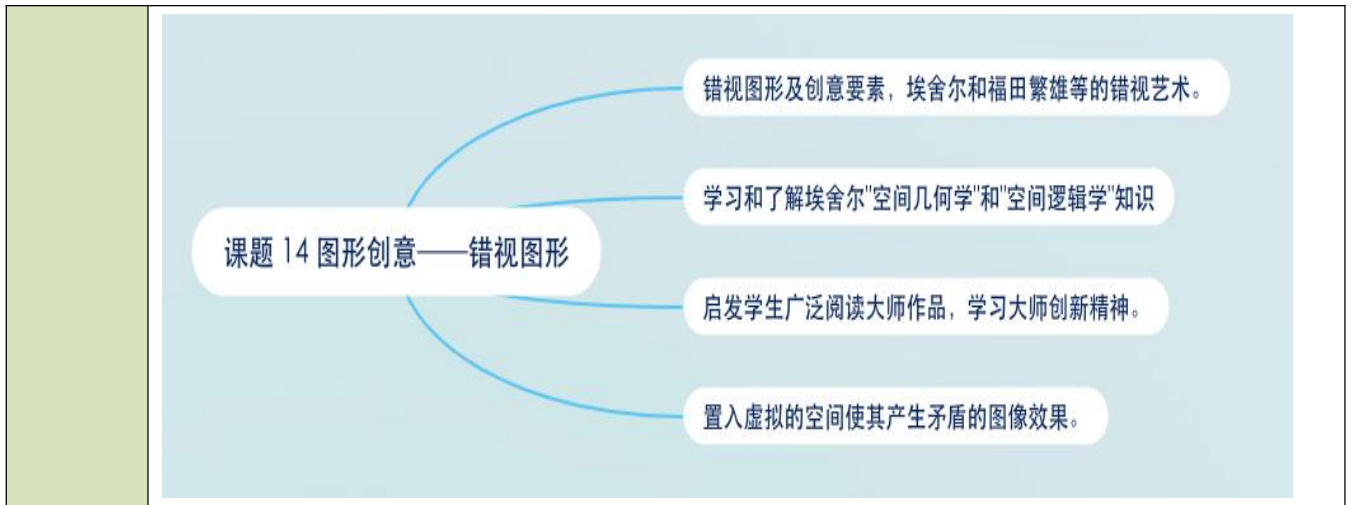 错视图形及创意要素，埃舍尔和福田繁雄等的错视艺术。
学习和了解埃舍尔"空间几何学"和"空间逻辑学"知识
课题 14 图形创意——错视图形
启发学生广泛阅读大师作品，学习大师创新精神。
置入虚拟的空间使其产生矛盾的图像效果。